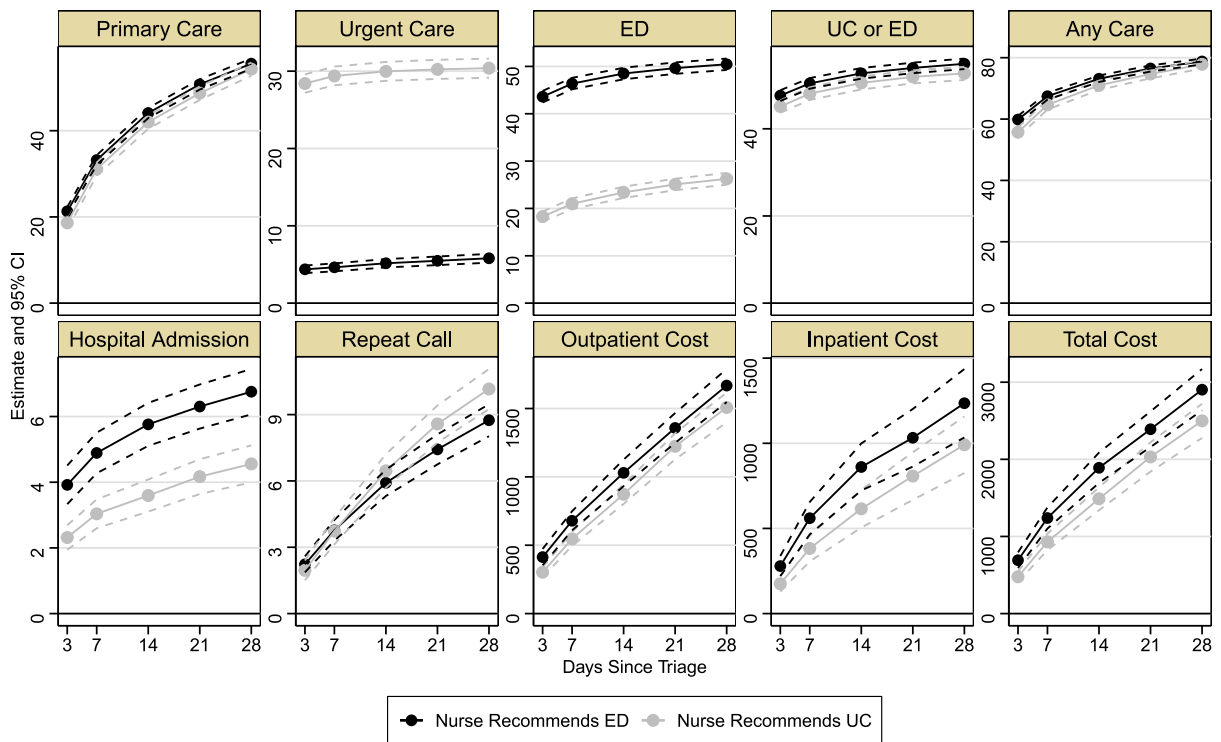 Primary Care
Urgent Care
ED
UC or ED
Any Care
0 20 40
0 10 20 30
0 10 20 30 40 50
0 20 40
0 20 40 60 80
Estimate and 95% CI
Hospital Admission
Repeat Call
Outpatient Cost
Inpatient Cost
Total Cost
0 2 4 6
0 3 6 9
0 500 1000 1500
0 500 1000 1500
0 1000 2000 3000
3 7 14 21 28
3 7 14 21 28
3 7 14 21 28
3 7 14 21 28
3 7 14 21 28
Days Since Triage
Nurse Recommends ED
Nurse Recommends UC